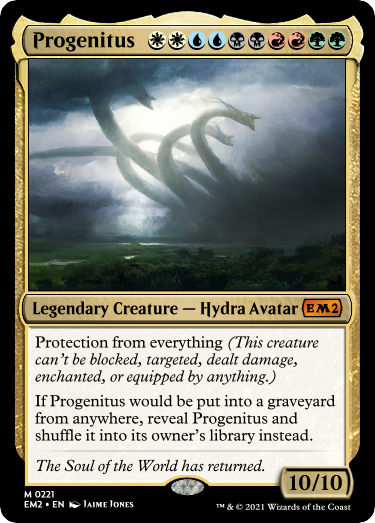 Progenitus
Legendary Creature — Hydra Avatar EM2
Protection from everything (This creature
can't be blocked, targeted, dealt damage,
enchanted, or equipped by anything.)
If Progenitus would be put into a graveyard
from anywhere, reveal Progenitus and
shuffle it into its owner's library instead.
The Soul of the World has returned.
10/10
M 0221
EM2 • EN Jaime Jones
™ & © 2021 Wizards of the Coast